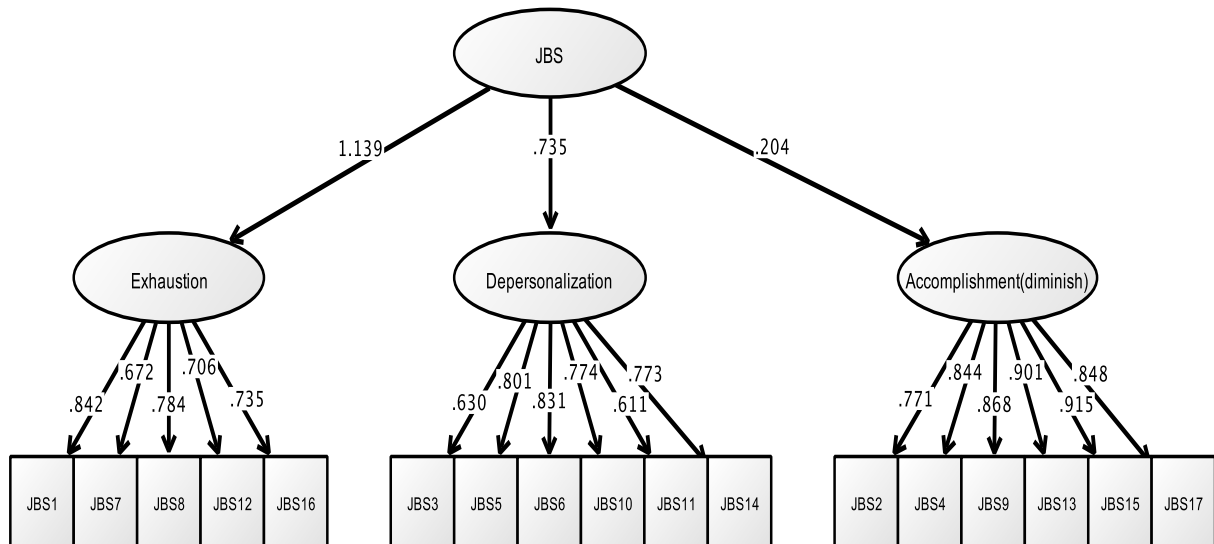 JBS
1.139
.735
.204
Exhaustion
Depersonalization
Accomplishment(diminish)
.842
.672
.784
.706
.735
.630
.801
.831
.774
.611
.773
.771
.844
.868
.901
.915
.848
JBS1
JBS7
JBS8
JBS12
JBS16
JBS3
JBS5
JBS6
JBS10
JBS11
JBS14
JBS2
JBS4
JBS9
JBS13
JBS15
JBS17